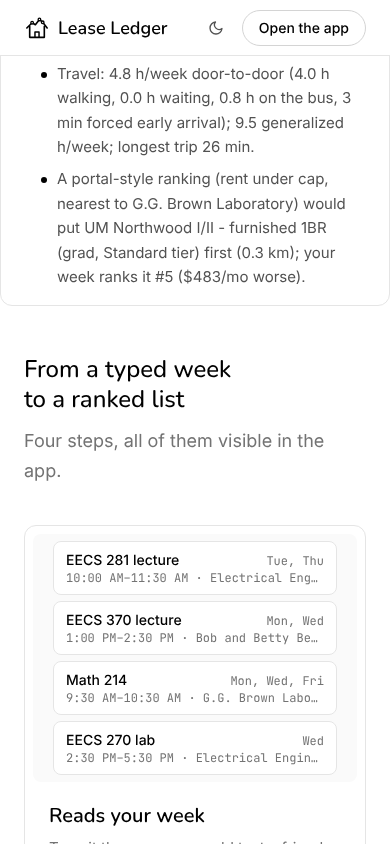 Lease Ledger
Open the app
Travel: 4.8 h/week door-to-door (4.0 h
walking, 0.0 h waiting, 0.8 h on the bus, 3
min forced early arrival); 9.5 generalized
h/week; longest trip 26 min.
A portal-style ranking (rent under cap,
nearest to G.G. Brown Laboratory) would
put UM Northwood I/II - furnished 1BR
(grad, Standard tier) first (0.3 km); your
week ranks it #5 ($483/mo worse).
From a typed week
to a ranked list
Four steps, all of them visible in the
app.
EECS 281 lecture
Tue, Thu
10:00 AM–11:30 AM · Electrical Eng…
EECS 370 lecture
Mon, Wed
1:00 PM–2:30 PM · Bob and Betty Be…
Math 214
Mon, Wed, Fri
9:30 AM–10:30 AM · G.G. Brown Labo…
EECS 270 lab
Wed
2:30 PM–5:30 PM · Electrical Engin…
Reads your week